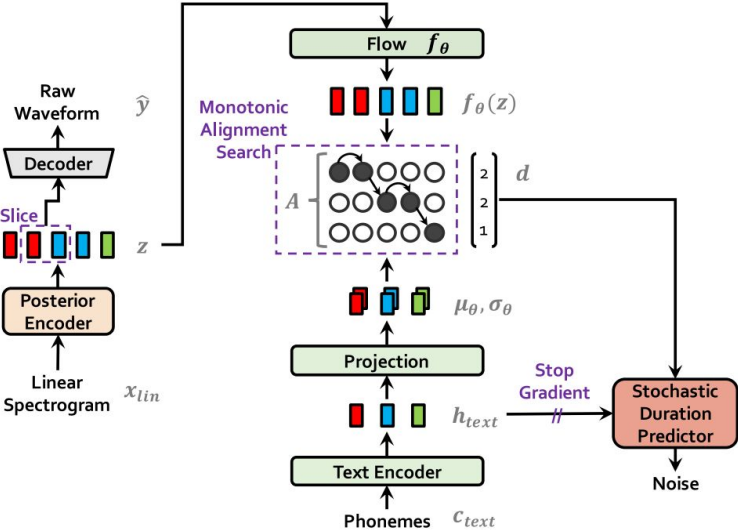 Flow fθ
fθ(z)
Raw
Waveform
ŷ
Monotonic
Alignment
Search
Decoder
A
2
2
1
d
Slice
z
Posterior
Encoder
μθ, σθ
Projection
Linear
Spectrogram
xlin
Stop
Gradient
//
htext
Stochastic
Duration
Predictor
Text Encoder
Noise
Phonemes
ctext